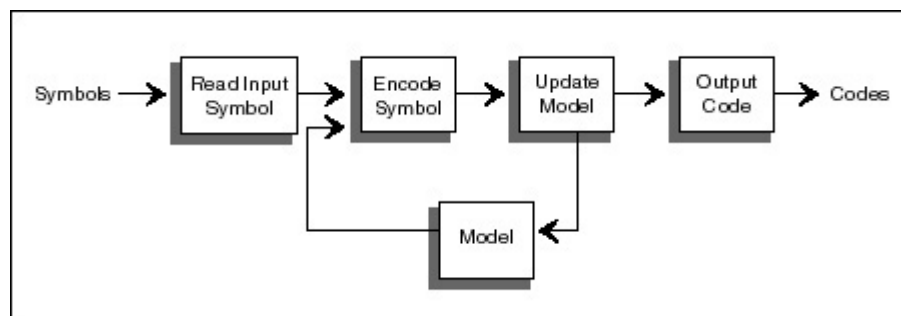 Symbols
Read Input
Symbol
Encode
Symbol
Update
Model
Output
Code
Codes
Model